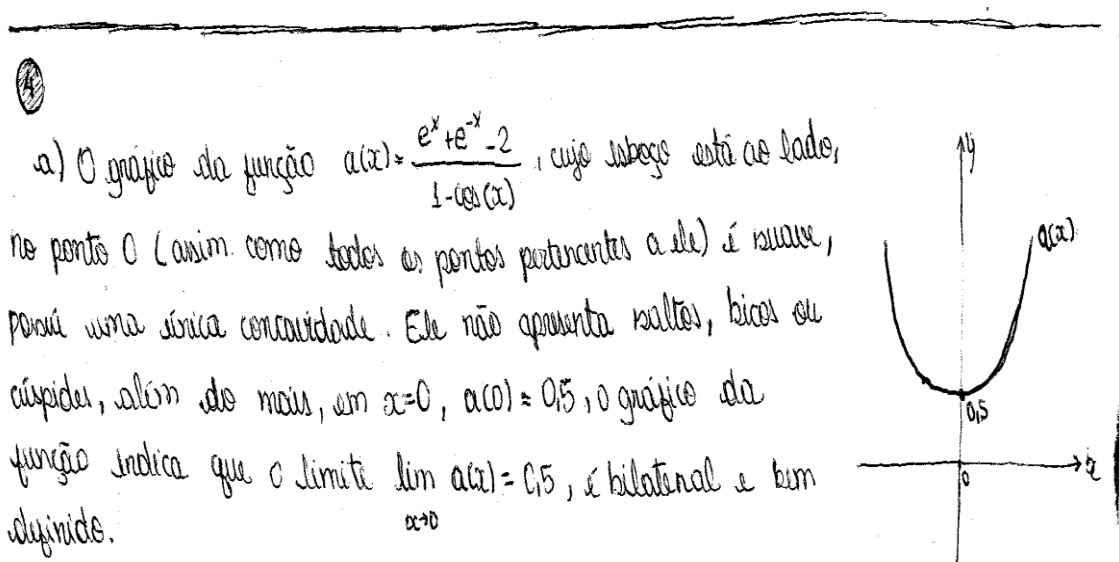 4
a) O gráfico da função a(x) = (e^x + e^-x - 2)/(1 - cos(x)), cujo esboço está ao lado,
no ponto 0 (assim como todos os pontos pertencentes a ele) é suave,
possui uma única concavidade. Ele não apresenta saltos, bicos ou
cúspides, além do mais, em x=0, a(0) = 0,5, o gráfico da
função indica que o limite lim x→0 a(x) = 0,5, é bilateral e bem
definido.
y
a(x)
0,5
0
x